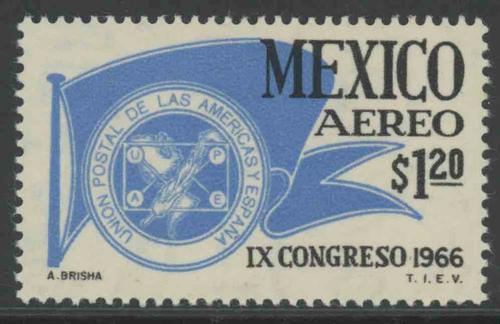 MEXICO
AEREO
$1.20
UNION POSTAL DE LAS AMERICAS Y ESPAÑA
U P
A E
IX CONGRESO 1966
A. BRISHA
T. I. E. V.